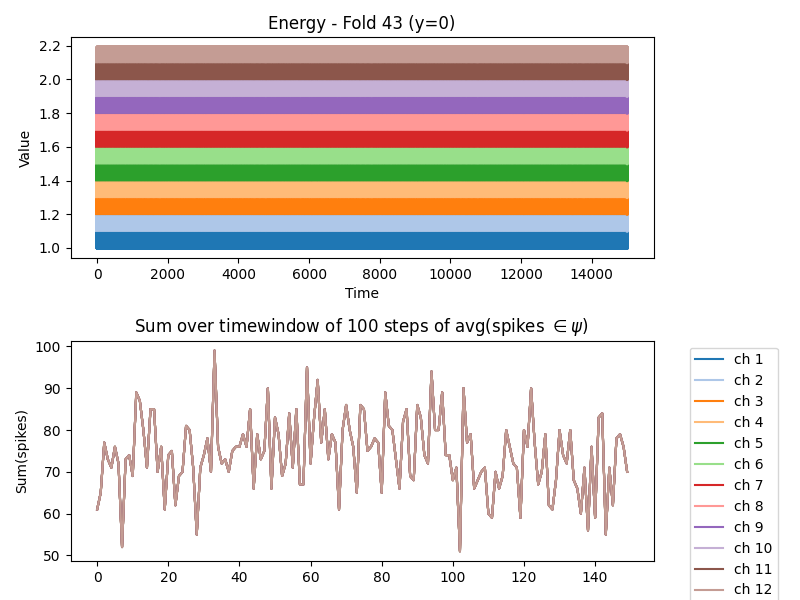 Energy - Fold 43 (y=0)
2.2
2.0
1.8
1.6
1.4
1.2
1.0
Value
0 2000 4000 6000 8000 10000 12000 14000
Time
Sum over timewindow of 100 steps of avg(spikes ∈ ψ)
100
90
80
70
60
50
Sum(spikes)
0 20 40 60 80 100 120 140
ch 1
ch 2
ch 3
ch 4
ch 5
ch 6
ch 7
ch 8
ch 9
ch 10
ch 11
ch 12